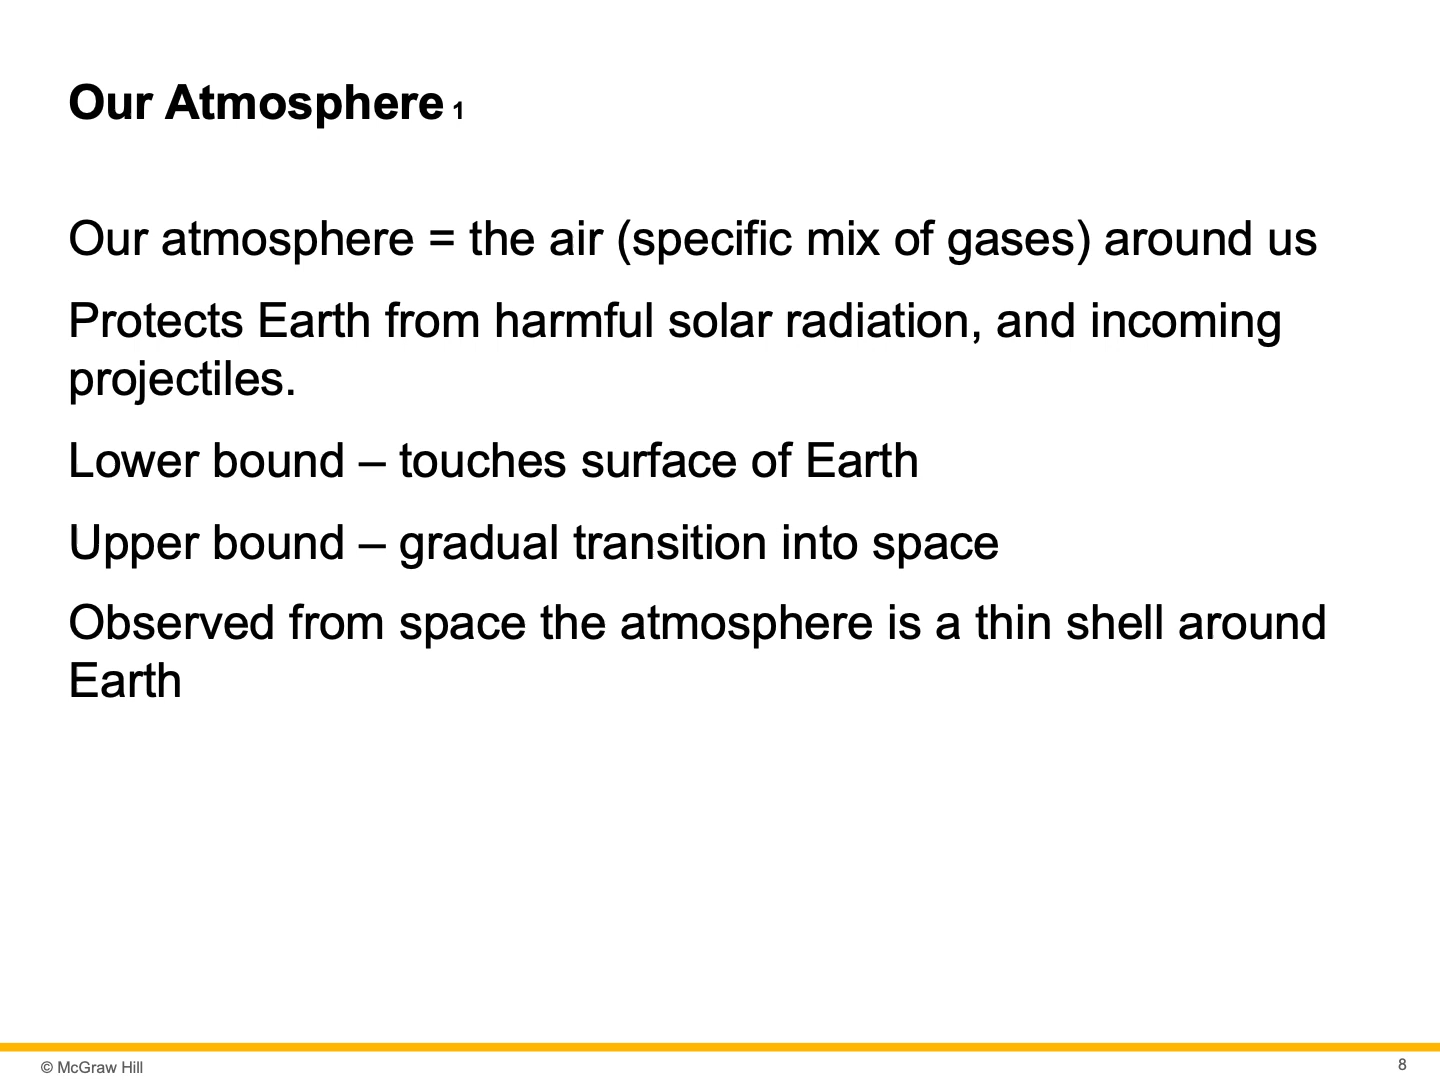 Our Atmosphere 1
Our atmosphere = the air (specific mix of gases) around us
Protects Earth from harmful solar radiation, and incoming
projectiles.
Lower bound – touches surface of Earth
Upper bound – gradual transition into space
Observed from space the atmosphere is a thin shell around
Earth
© McGraw Hill
8